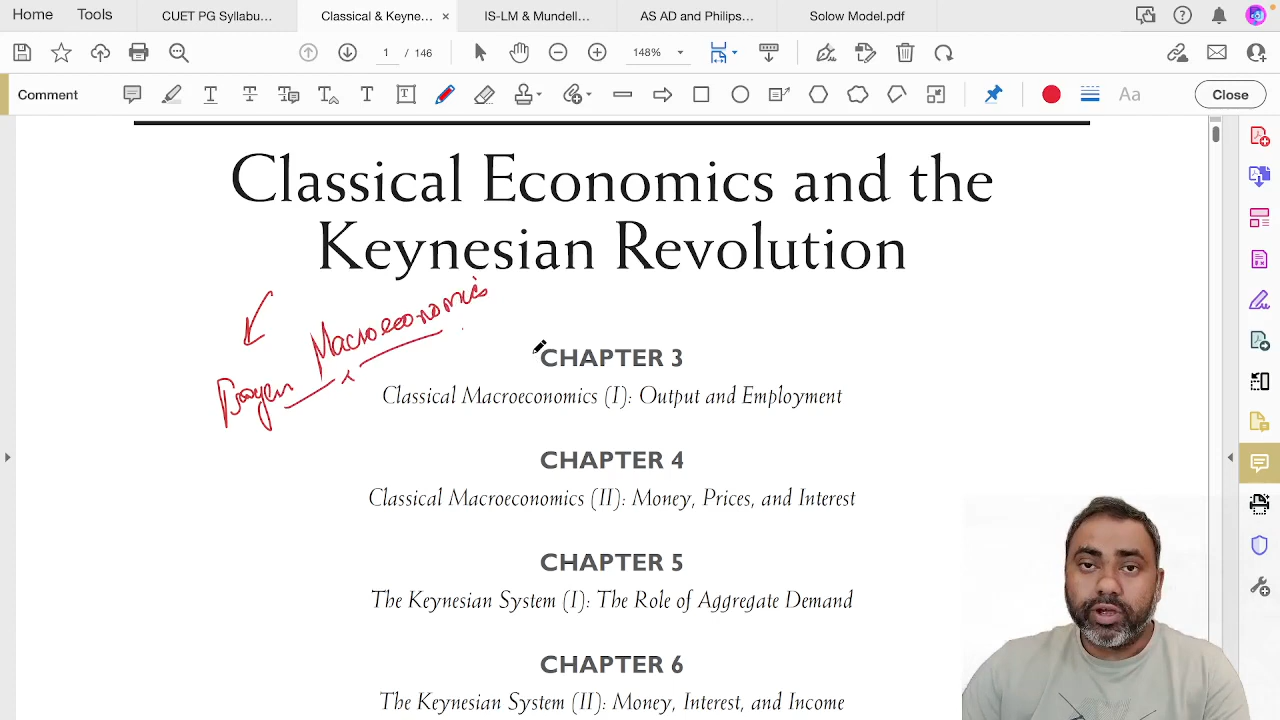 Home Tools CUET PG Syllabu... Classical & Keyne... × IS-LM & Mundell... AS AD and Philips... Solow Model.pdf
1 / 146 148%
Comment Close
Classical Economics and the
Keynesian Revolution
Macroeconomics
CHAPTER 3
Classical Macroeconomics (I): Output and Employment
CHAPTER 4
Classical Macroeconomics (II): Money, Prices, and Interest
CHAPTER 5
The Keynesian System (I): The Role of Aggregate Demand
CHAPTER 6
The Keynesian System (II): Money, Interest, and Income